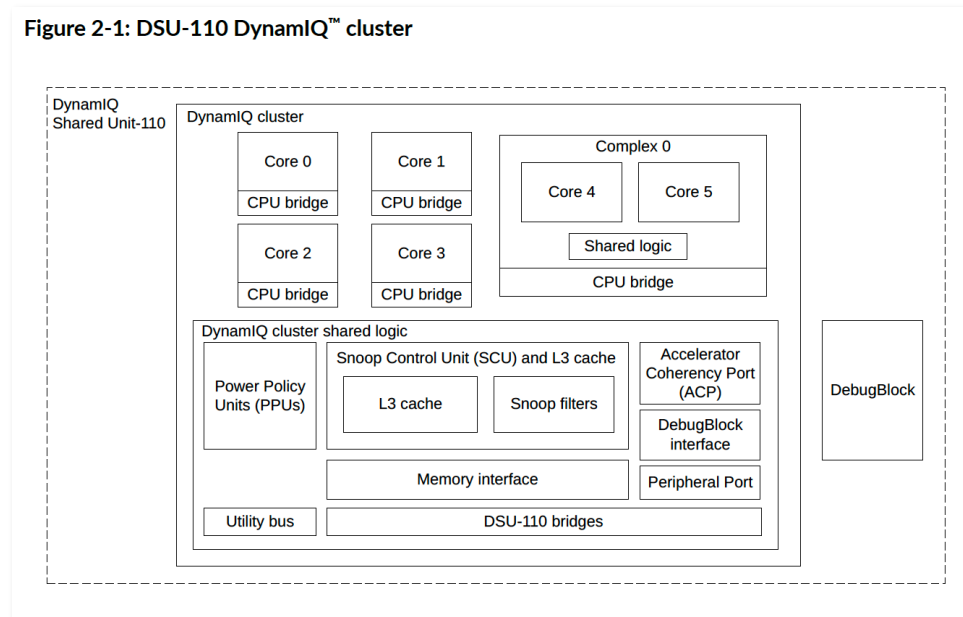 Figure 2-1: DSU-110 DynamIQ™ cluster
DynamIQ
Shared Unit-110
DynamIQ cluster
Core 0
CPU bridge
Core 1
CPU bridge
Core 2
CPU bridge
Core 3
CPU bridge
Complex 0
Core 4
Core 5
Shared logic
CPU bridge
DynamIQ cluster shared logic
Power Policy
Units (PPUs)
Snoop Control Unit (SCU) and L3 cache
L3 cache
Snoop filters
Accelerator
Coherency Port
(ACP)
DebugBlock
interface
Memory interface
Peripheral Port
Utility bus
DSU-110 bridges
DebugBlock